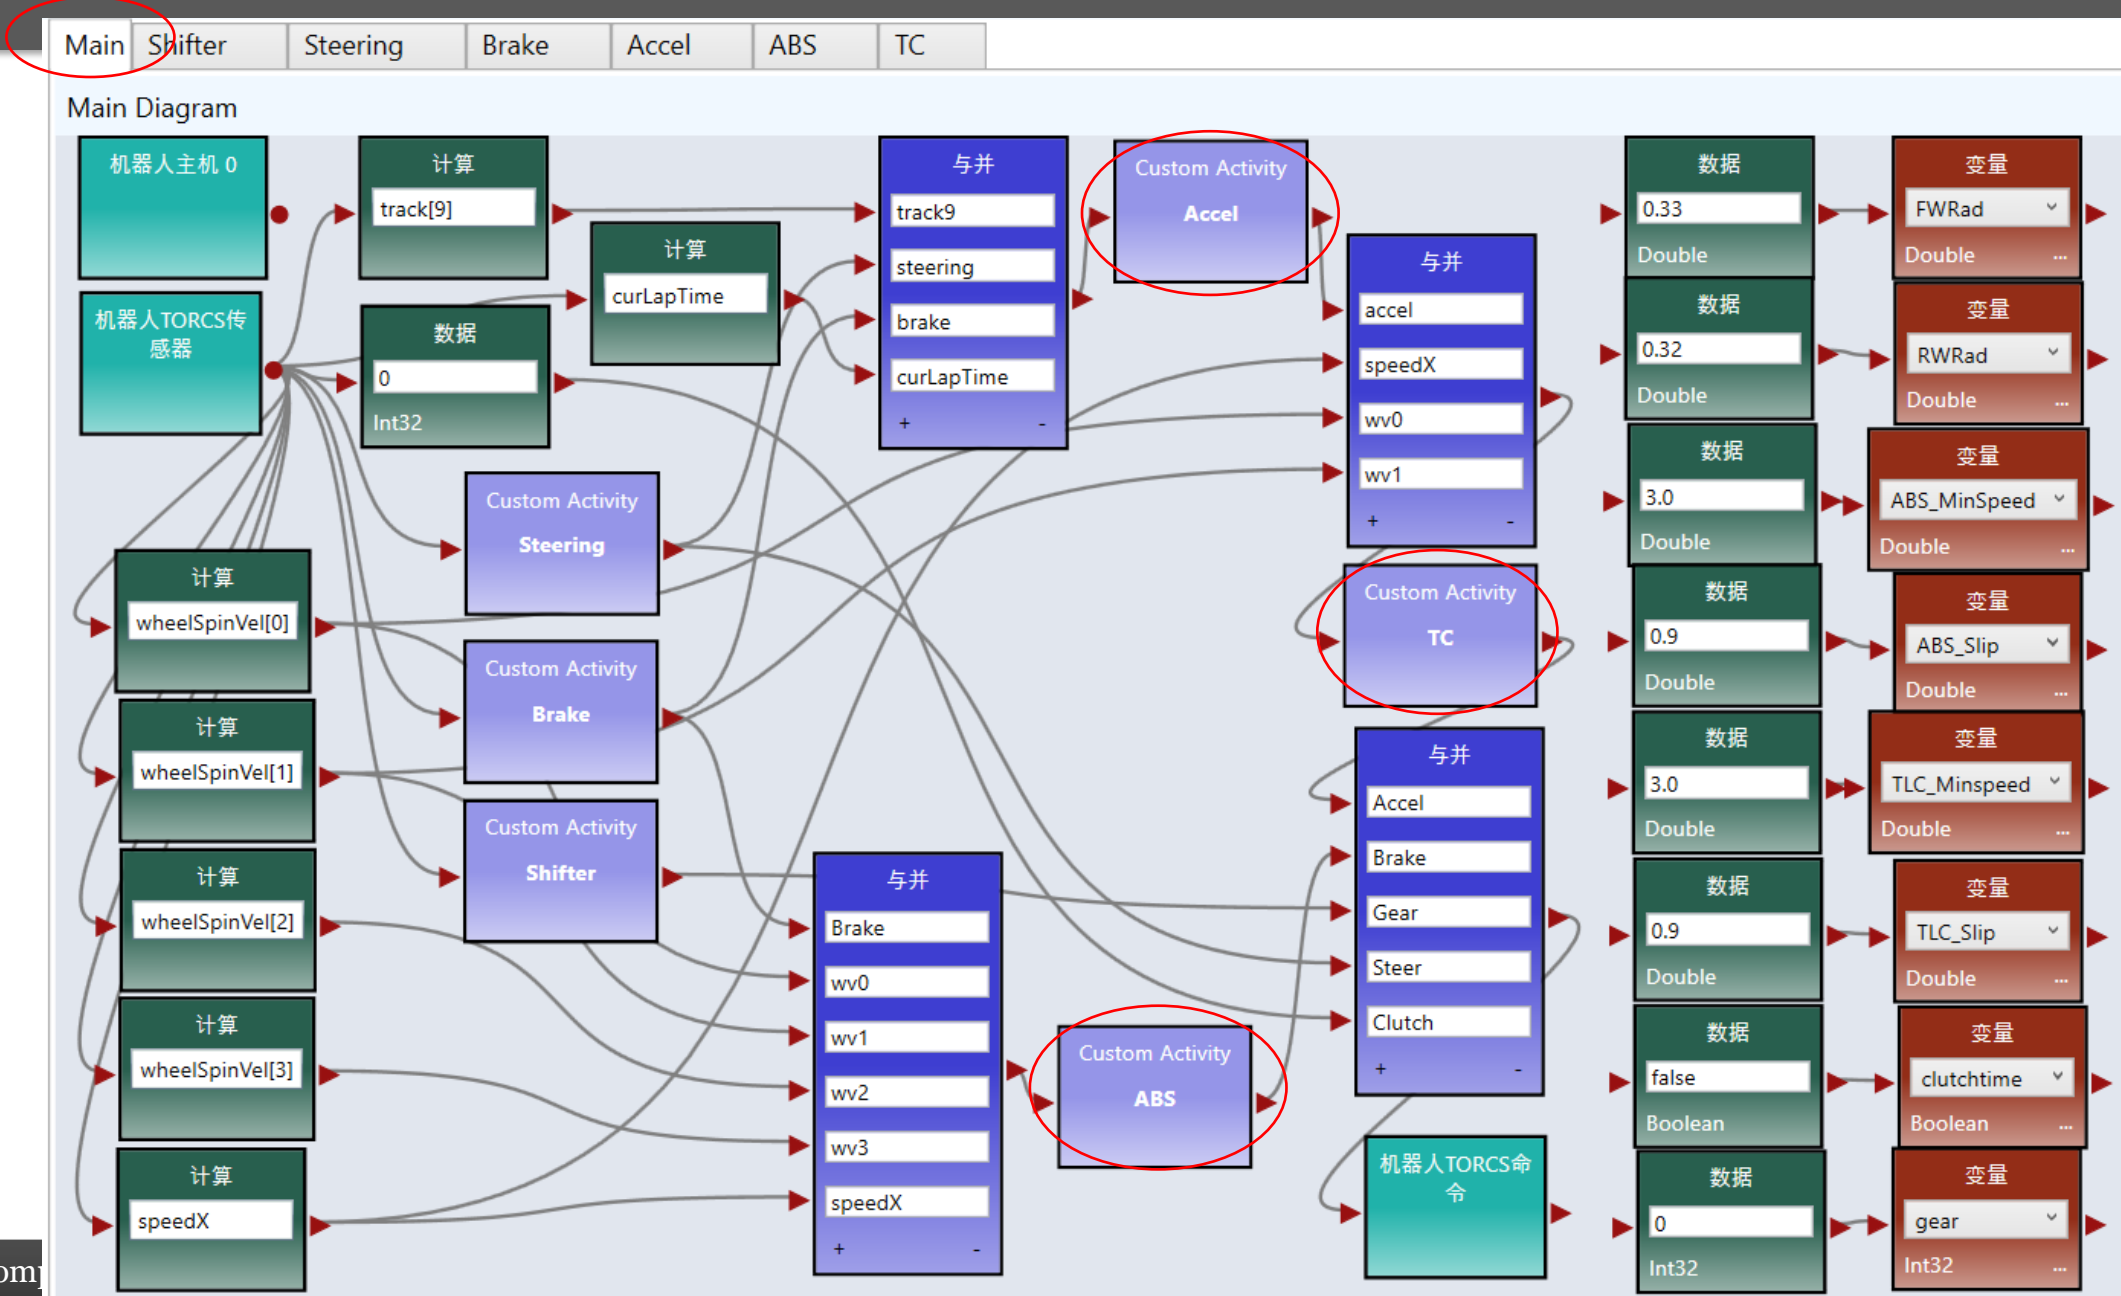 Main
Shifter
Steering
Brake
Accel
ABS
TC
Main Diagram
机器人主机 0
机器人TORCS传
感器
计算
track[9]
计算
curLapTime
数据
0
Int32
Custom Activity
Steering
Custom Activity
Brake
Custom Activity
Shifter
计算
wheelSpinVel[0]
计算
wheelSpinVel[1]
计算
wheelSpinVel[2]
计算
wheelSpinVel[3]
计算
speedX
与并
track9
steering
brake
curLapTime
+ -
Custom Activity
Accel
与并
accel
speedX
wv0
wv1
+ -
Custom Activity
TC
与并
Brake
wv0
wv1
wv2
wv3
speedX
+ -
Custom Activity
ABS
与并
Accel
Brake
Gear
Steer
Clutch
+ -
机器人TORCS命
令
数据
0.33
Double
变量
FWRad
Double ...
数据
0.32
Double
变量
RWRad
Double ...
数据
3.0
Double
变量
ABS_MinSpeed
Double ...
数据
0.9
Double
变量
ABS_Slip
Double ...
数据
3.0
Double
变量
TLC_Minspeed
Double ...
数据
0.9
Double
变量
TLC_Slip
Double ...
数据
false
Boolean
变量
clutchtime
Boolean ...
数据
0
Int32
变量
gear
Int32 ...